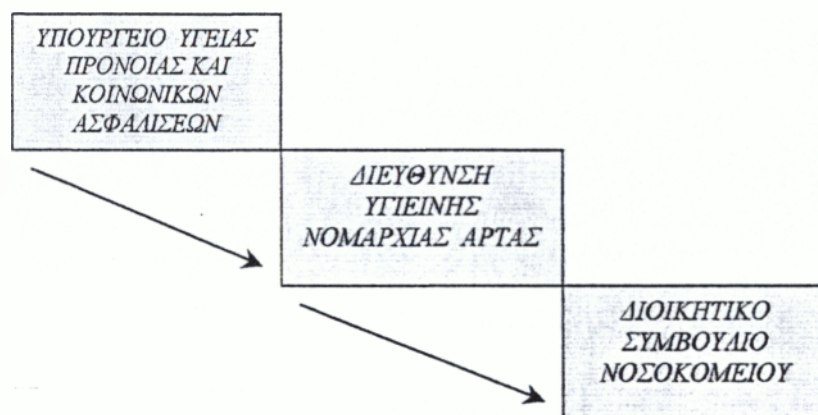 ΥΠΟΥΡΓΕΙΟ ΥΓΕΙΑΣ
ΠΡΟΝΟΙΑΣ ΚΑΙ
ΚΟΙΝΩΝΙΚΩΝ
ΑΣΦΑΛΙΣΕΩΝ
ΔΙΕΥΘΥΝΣΗ
ΥΓΙΕΙΝΗΣ
ΝΟΜΑΡΧΙΑΣ ΑΡΤΑΣ
ΔΙΟΙΚΗΤΙΚΟ
ΣΥΜΒΟΥΛΙΟ
ΝΟΣΟΚΟΜΕΙΟΥ